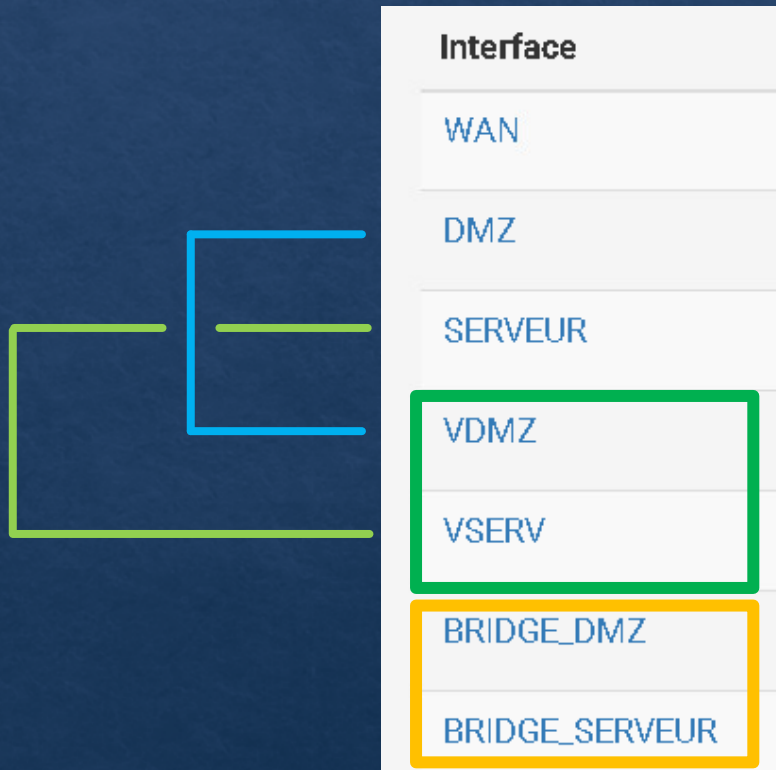 Interface
WAN
DMZ
SERVEUR
VDMZ
VSERV
BRIDGE_DMZ
BRIDGE_SERVEUR